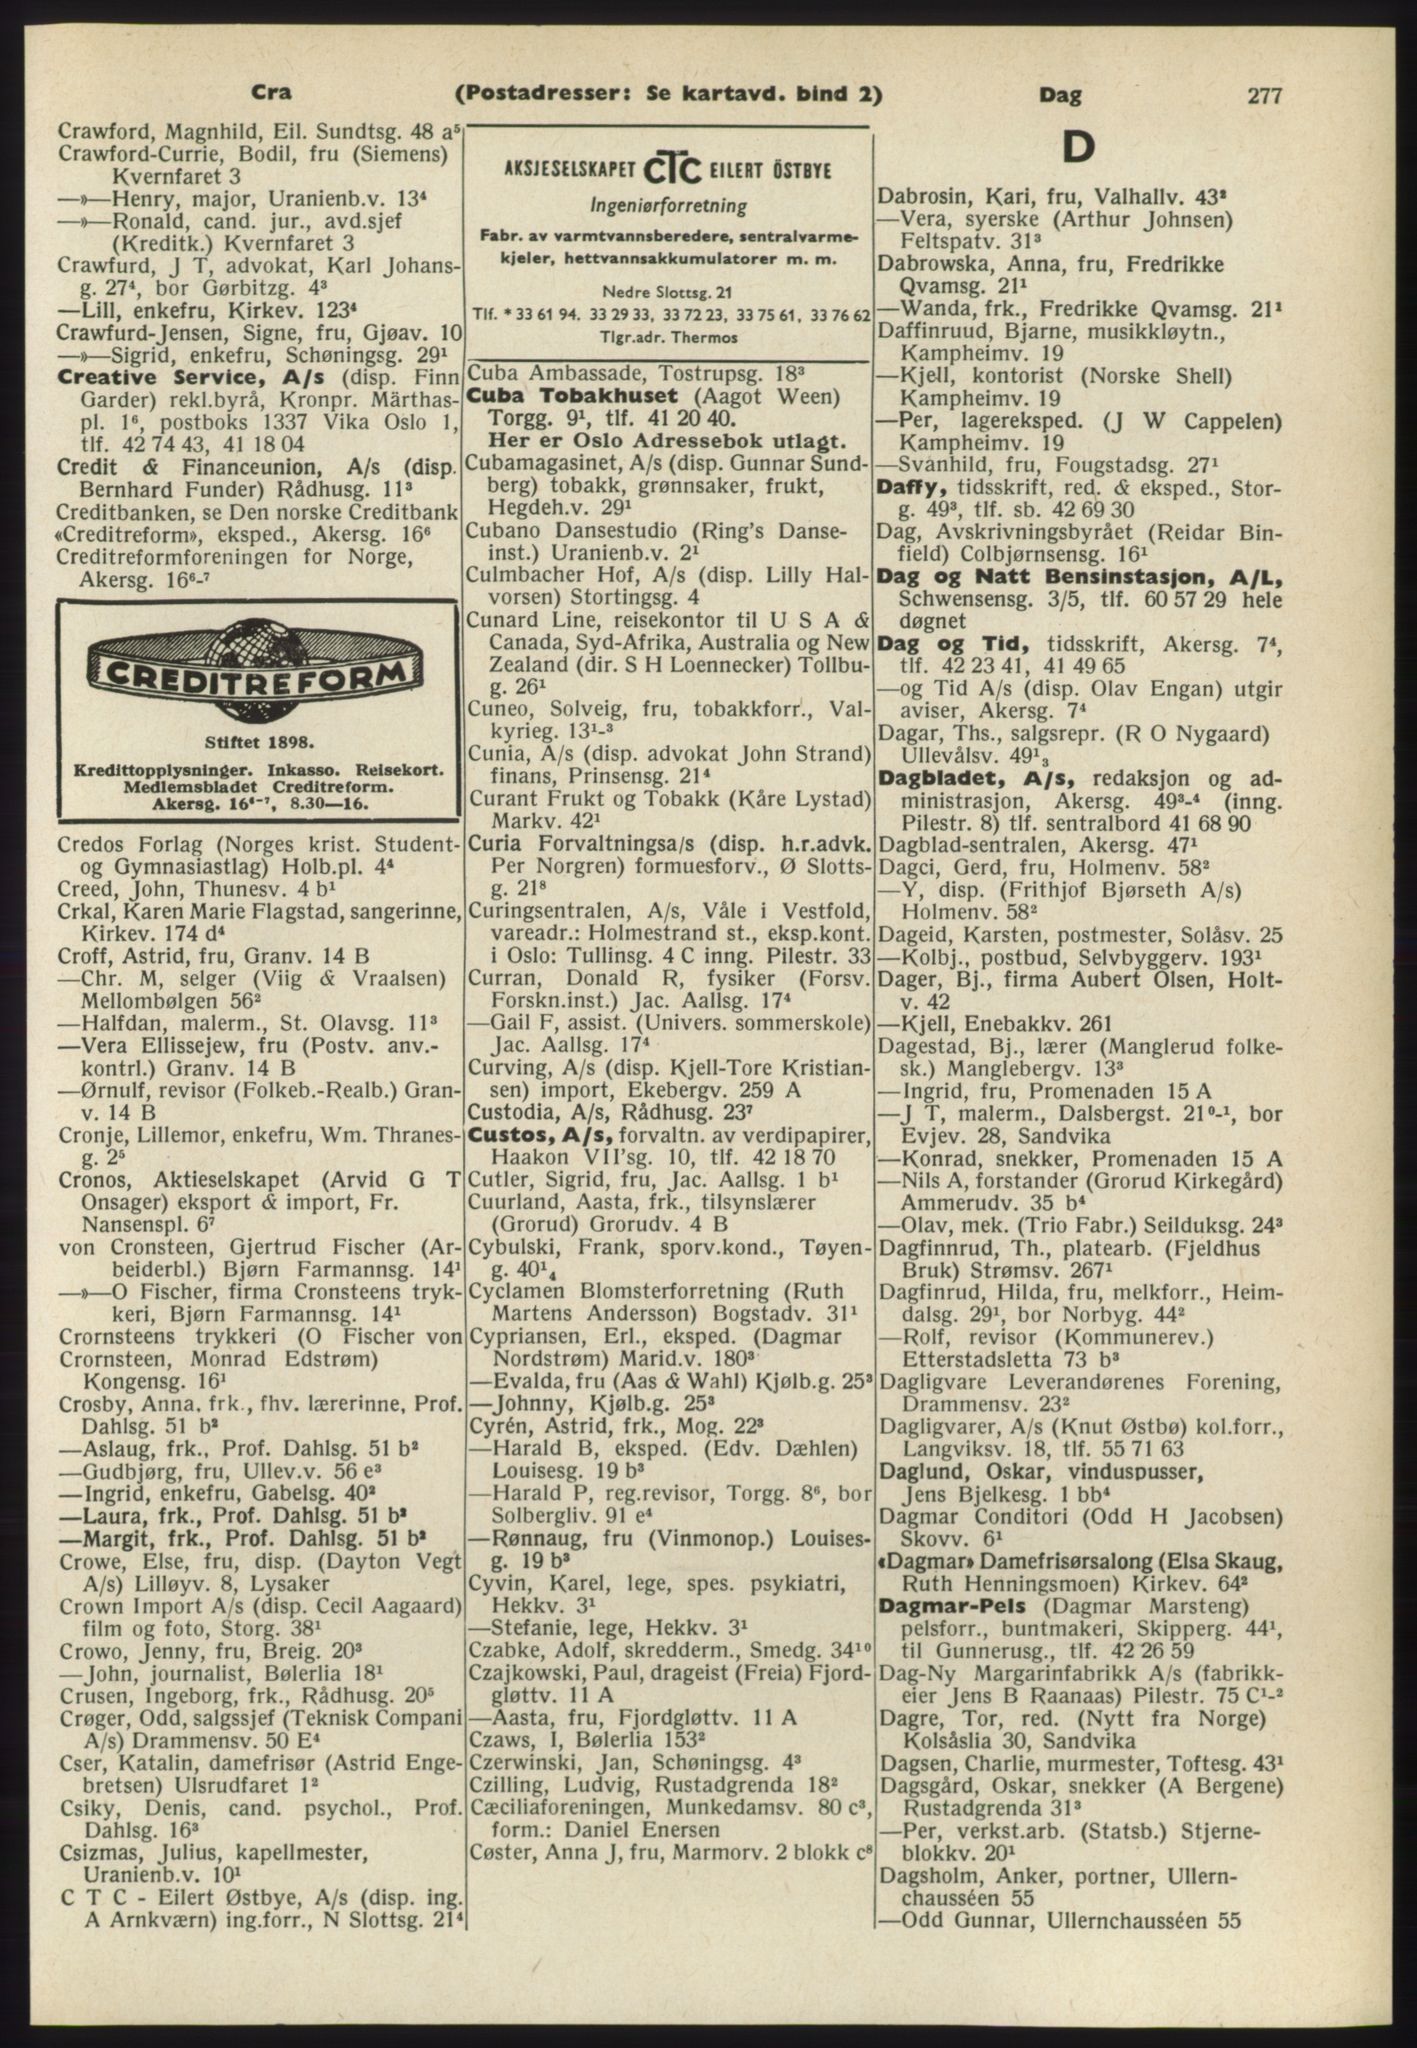 Cra
(Postadresser: Se kartavd. bind 2)
Dag
277
Crawford, Magnhild, Eil. Sundtsg. 48 a⁵
Crawford-Currie, Bodil, fru (Siemens)
Kvernfaret 3
—»—Henry, major, Uranienb.v. 13⁴
—»—Ronald, cand. jur., avd.sjef
(Kreditk.) Kvernfaret 3
Crawfurd, J T, advokat, Karl Johans-
g. 27⁴, bor Gørbitzg. 4³
—Lill, enkefru, Kirkev. 123⁴
Crawfurd-Jensen, Signe, fru, Gjøav. 10
—»—Sigrid, enkefru, Schøningsg. 29¹
Creative Service, A/s (disp. Finn
Garder) rekl.byrå, Kronpr. Märthas-
pl. 1⁶, postboks 1337 Vika Oslo 1,
tlf. 42 74 43, 41 18 04
Credit & Financeunion, A/s (disp.
Bernhard Funder) Rådhusg. 11³
Creditbanken, se Den norske Creditbank
«Creditreform», eksped., Akersg. 16⁶
Creditreformforeningen for Norge,
Akersg. 16⁶-⁷
CREDITREFORM
Stiftet 1898.
Kredittopplysninger. Inkasso. Reisekort.
Medlemsbladet Creditreform.
Akersg. 16⁶-⁷, 8.30—16.
Credos Forlag (Norges krist. Student-
og Gymnasiastlag) Holb.pl. 4⁴
Creed, John, Thunesv. 4 b¹
Crkal, Karen Marie Flagstad, sangerinne,
Kirkev. 174 d⁴
Croff, Astrid, fru, Granv. 14 B
—Chr. M, selger (Viig & Vraalsen)
Mellombølgen 56²
—Halfdan, malerm., St. Olavsg. 11³
—Vera Ellissejew, fru (Postv. anv.-
kontrl.) Granv. 14 B
—Ørnulf, revisor (Folkeb.-Realb.) Gran-
v. 14 B
Cronje, Lillemor, enkefru, Wm. Thranes-
g. 2⁵
Cronos, Aktieselskapet (Arvid G T
Onsager) eksport & import, Fr.
Nansenspl. 6⁷
von Cronsteen, Gjertrud Fischer (Ar-
beiderbl.) Bjørn Farmannsg. 14¹
—»—O Fischer, firma Cronsteens tryk-
keri, Bjørn Farmannsg. 14¹
Crornsteens trykkeri (O Fischer von
Crornsteen, Monrad Edstrøm)
Kongensg. 16¹
Crosby, Anna, frk., fhv. lærerinne, Prof.
Dahlsg. 51 b²
—Aslaug, frk., Prof. Dahlsg. 51 b²
—Gudbjørg, fru, Ullev.v. 56 e³
—Ingrid, enkefru, Gabelsg. 40²
—Laura, frk., Prof. Dahlsg. 51 b²
—Margit, frk., Prof. Dahlsg. 51 b²
Crowe, Else, fru, disp. (Dayton Vegt
A/s) Lilløyv. 8, Lysaker
Crown Import A/s (disp. Cecil Aagaard)
film og foto, Storg. 38¹
Crowo, Jenny, fru, Breig. 20³
—John, journalist, Bølerlia 18¹
Crusen, Ingeborg, frk., Rådhusg. 20⁵
Crøger, Odd, salgssjef (Teknisk Compani
A/s) Drammensv. 50 E⁴
Cser, Katalin, damefrisør (Astrid Enge-
bretsen) Ulsrudfaret 1²
Csiky, Denis, cand. psychol., Prof.
Dahlsg. 16³
Csizmas, Julius, kapellmester,
Uranienb.v. 10¹
C T C - Eilert Østbye, A/s (disp. ing.
A Arnkværn) ing.forr., N Slottsg. 21⁴
AKSJESELSKAPET CTC EILERT ÖSTBYE
Ingeniørforretning
Fabr. av varmtvannsberedere, sentralvarme-
kjeler, hettvannsakkumulatorer m. m.
Nedre Slottsg. 21
Tlf. * 33 61 94. 33 29 33, 33 72 23, 33 75 61, 33 76 62
Tlgr.adr. Thermos
Cuba Ambassade, Tostrupsg. 18³
Cuba Tobakhuset (Aagot Ween)
Torgg. 9¹, tlf. 41 20 40.
Her er Oslo Adressebok utlagt.
Cubamagasinet, A/s (disp. Gunnar Sund-
berg) tobakk, grønnsaker, frukt,
Hegdeh.v. 29¹
Cubano Dansestudio (Ring's Danse-
inst.) Uranienb.v. 2¹
Culmbacher Hof, A/s (disp. Lilly Hal-
vorsen) Stortingsg. 4
Cunard Line, reisekontor til U S A &
Canada, Syd-Afrika, Australia og New
Zealand (dir. S H Loennecker) Tollbu-
g. 26¹
Cuneo, Solveig, fru, tobakkforr., Val-
kyrieg. 13¹-³
Cunia, A/s (disp. advokat John Strand)
finans, Prinsensg. 21⁴
Curant Frukt og Tobakk (Kåre Lystad)
Markv. 42¹
Curia Forvaltningsa/s (disp. h.r.advk.
Per Norgren) formuesforv., Ø Slotts-
g. 21⁸
Curingsentralen, A/s, Våle i Vestfold,
vareadr.: Holmestrand st., eksp.kont.
i Oslo: Tullinsg. 4 C inng. Pilestr. 33
Curran, Donald R, fysiker (Forsv.
Forskn.inst.) Jac. Aallsg. 17⁴
—Gail F, assist. (Univers. sommerskole)
Jac. Aallsg. 17⁴
Curving, A/s (disp. Kjell-Tore Kristian-
sen) import, Ekebergv. 259 A
Custodia, A/s, Rådhusg. 23⁷
Custos, A/s, forvaltn. av verdipapirer,
Haakon VII'sg. 10, tlf. 42 18 70
Cutler, Sigrid, fru, Jac. Aallsg. 1 b¹
Cuurland, Aasta, frk., tilsynslærer
(Grorud) Grorudv. 4 B
Cybulski, Frank, sporv.kond., Tøyen-
g. 40¹₄
Cyclamen Blomsterforretning (Ruth
Martens Andersson) Bogstadv. 31¹
Cypriansen, Erl., eksped. (Dagmar
Nordstrøm) Marid.v. 180³
—Evalda, fru (Aas & Wahl) Kjølb.g. 25³
—Johnny, Kjølb.g. 25³
Cyrén, Astrid, frk., Mog. 22³
—Harald B, eksped. (Edv. Dæhlen)
Louisesg. 19 b³
—Harald P, reg.revisor, Torgg. 8⁶, bor
Solbergliv. 91 e⁴
—Rønnaug, fru (Vinmonop.) Louises-
g. 19 b³
Cyvin, Karel, lege, spes. psykiatri,
Hekkv. 3¹
—Stefanie, lege, Hekkv. 3¹
Czabke, Adolf, skredderm., Smedg. 34¹⁰
Czajkowski, Paul, drageist (Freia) Fjord-
gløttv. 11 A
—Aasta, fru, Fjordgløttv. 11 A
Czaws, I, Bølerlia 153²
Czerwinski, Jan, Schøningsg. 4³
Czilling, Ludvig, Rustadgrenda 18²
Cæciliaforeningen, Munkedamsv. 80 c³,
form.: Daniel Enersen
Cøster, Anna J, fru, Marmorv. 2 blokk c⁸
D
Dabrosin, Kari, fru, Valhallv. 43²
—Vera, syerske (Arthur Johnsen)
Feltspatv. 31³
Dabrowska, Anna, fru, Fredrikke
Qvamsg. 21¹
—Wanda, frk., Fredrikke Qvamsg. 21¹
Daffinruud, Bjarne, musikkløytn.,
Kampheimv. 19
—Kjell, kontorist (Norske Shell)
Kampheimv. 19
—Per, lagereksped. (J W Cappelen)
Kampheimv. 19
—Svanhild, fru, Fougstadsg. 27¹
Daffy, tidsskrift, red. & eksped., Stor-
g. 49³, tlf. sb. 42 69 30
Dag, Avskrivningsbyrået (Reidar Bin-
field) Colbjørnsensg. 16¹
Dag og Natt Bensinstasjon, A/L,
Schwensensg. 3/5, tlf. 60 57 29 hele
døgnet
Dag og Tid, tidsskrift, Akersg. 7⁴,
tlf. 42 23 41, 41 49 65
—og Tid A/s (disp. Olav Engan) utgir
aviser, Akersg. 7⁴
Dagar, Ths., salgsrepr. (R O Nygaard)
Ullevålsv. 49¹₃
Dagbladet, A/s, redaksjon og ad-
ministrasjon, Akersg. 49³-⁴ (inng.
Pilestr. 8) tlf. sentralbord 41 68 90
Dagblad-sentralen, Akersg. 47¹
Dagci, Gerd, fru, Holmenv. 58²
—Y, disp. (Frithjof Bjørseth A/s)
Holmenv. 58²
Dageid, Karsten, postmester, Solåsv. 25
—Kolbj., postbud, Selvbyggerv. 193¹
Dager, Bj., firma Aubert Olsen, Holt-
v. 42
—Kjell, Enebakkv. 261
Dagestad, Bj., lærer (Manglerud folke-
sk.) Manglebergv. 13³
—Ingrid, fru, Promenaden 15 A
—J T, malerm., Dalsbergst. 21⁰-¹, bor
Evjev. 28, Sandvika
—Konrad, snekker, Promenaden 15 A
—Nils A, forstander (Grorud Kirkegård)
Ammerudv. 35 b⁴
—Olav, mek. (Trio Fabr.) Seilduksg. 24³
Dagfinnrud, Th., platearb. (Fjeldhus
Bruk) Strømsv. 267¹
Dagfinrud, Hilda, fru, melkforr., Heim-
dalsg. 29¹, bor Norbyg. 44²
—Rolf, revisor (Kommunerev.)
Etterstadsletta 73 b³
Dagligvare Leverandørenes Forening,
Drammensv. 23²
Dagligvarer, A/s (Knut Østbø) kol.forr.,
Langviksv. 18, tlf. 55 71 63
Daglund, Oskar, vinduspusser,
Jens Bjelkesg. 1 bb⁴
Dagmar Conditori (Odd H Jacobsen)
Skovv. 6¹
«Dagmar» Damefrisørsalong (Elsa Skaug,
Ruth Henningsmoen) Kirkev. 64²
Dagmar-Pels (Dagmar Marsteng)
pelsforr., buntmakeri, Skipperg. 44¹,
til Gunnerusg., tlf. 42 26 59
Dag-Ny Margarinfabrikk A/s (fabrikk-
eier Jens B Raanaas) Pilestr. 75 C¹-²
Dagre, Tor, red. (Nytt fra Norge)
Kolsåslia 30, Sandvika
Dagsen, Charlie, murmester, Toftesg. 43¹
Dagsgård, Oskar, snekker (A Bergene)
Rustadgrenda 31³
—Per, verkst.arb. (Statsb.) Stjerne-
blokkv. 20¹
Dagsholm, Anker, portner, Ullern-
chausséen 55
—Odd Gunnar, Ullernchausséen 55